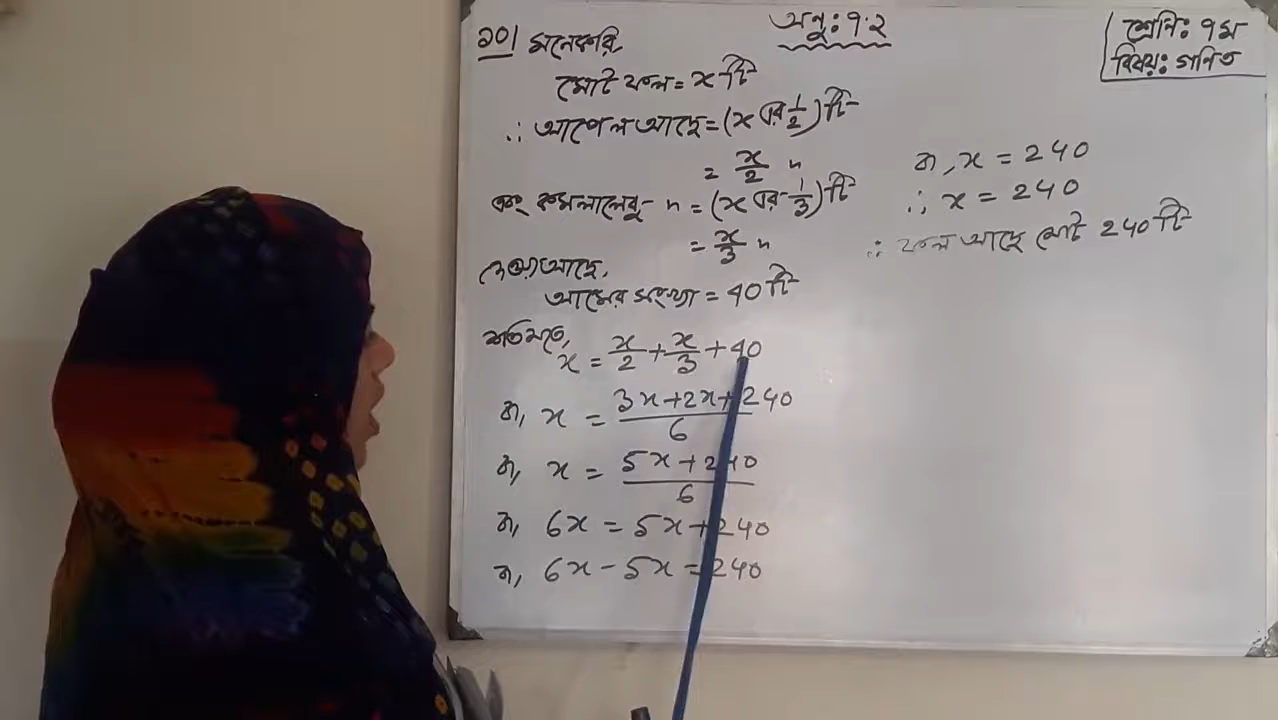 অনু: ৭.২
শ্রেণি: ৭ম
বিষয়: গনিত
১০। মনেকরি,
মোট ফল = x টি
∴ আপেল আছে = (x এর 1/2) টি
= x/2 "
এবং কমলালেবু " = (x এর 1/3) টি
= x/3 "
দেওয়া আছে,
আমের সংখ্যা = 40 টি
শর্তমতে,
x = x/2 + x/3 + 40
বা, x = (3x+2x+240)/6
বা, x = (5x+240)/6
বা, 6x = 5x+240
বা, 6x - 5x = 240
বা, x = 240
∴ x = 240
∴ ফল আছে মোট 240 টি